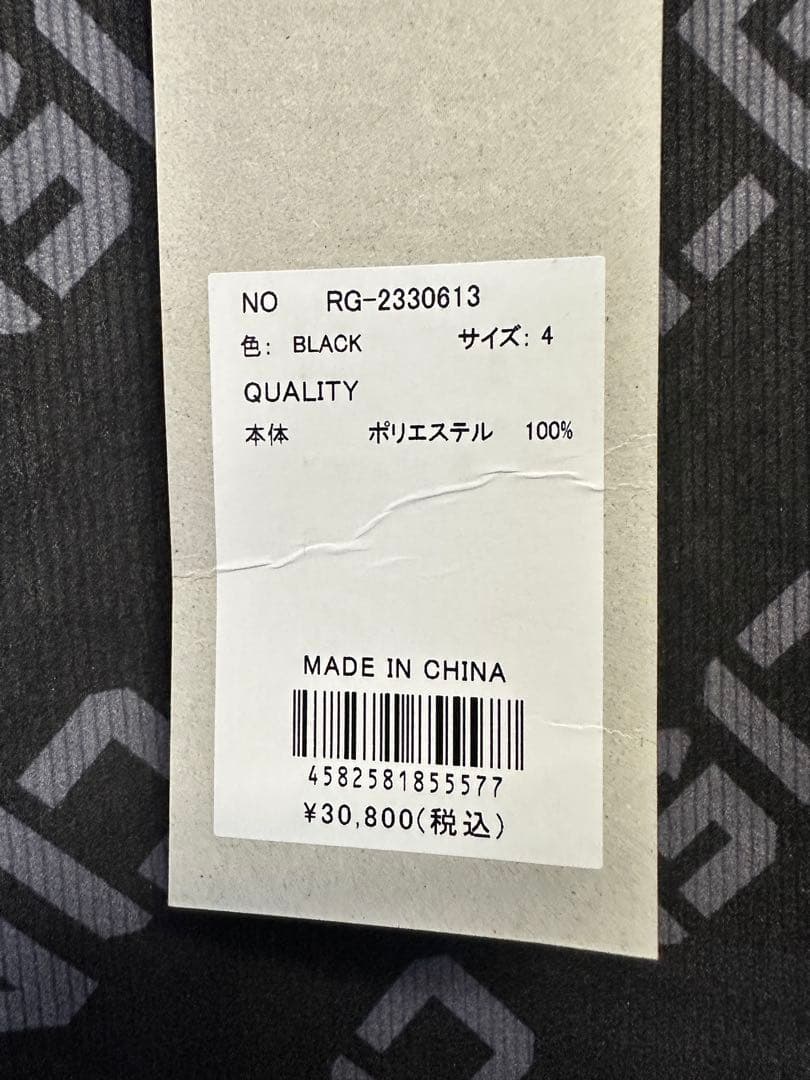 NO RG-2330613
色: BLACK サイズ: 4
QUALITY
本体 ポリエステル 100%
MADE IN CHINA
4582581855577
¥30,800(税込)